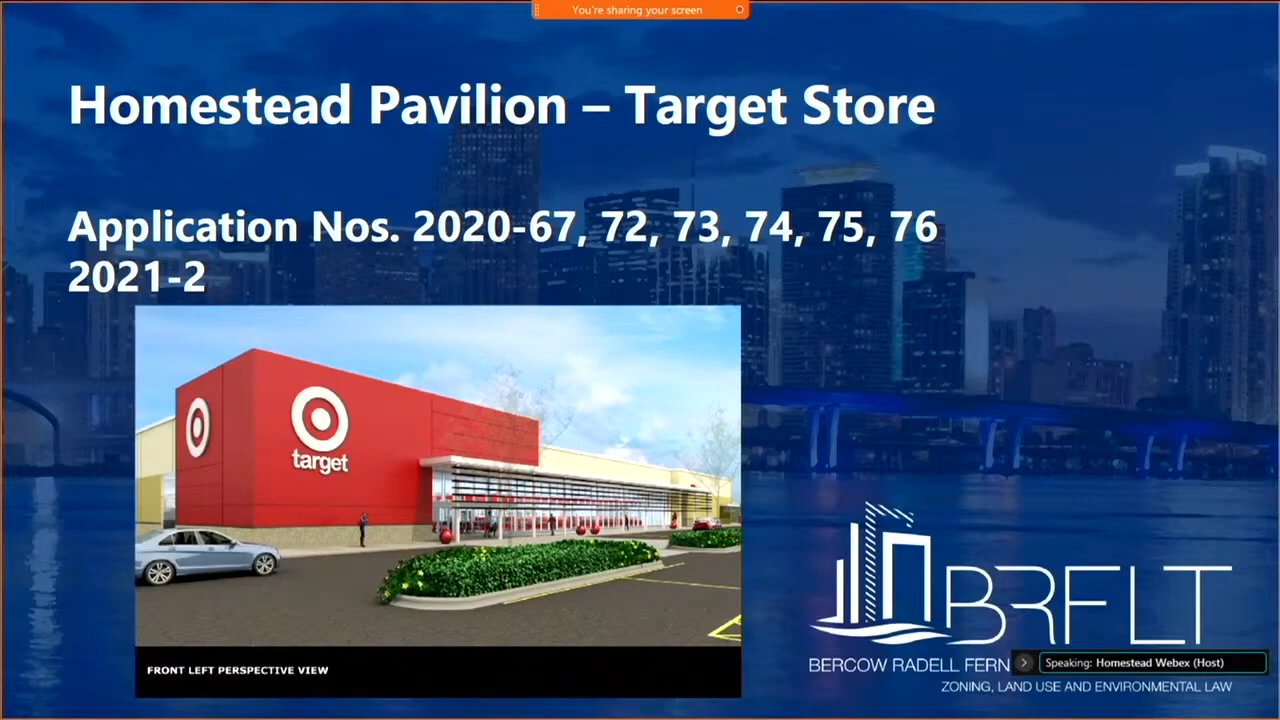 You're sharing your screen
Homestead Pavilion – Target Store
Application Nos. 2020-67, 72, 73, 74, 75, 76
2021-2
target
FRONT LEFT PERSPECTIVE VIEW
BRFLT
BERCOW RADELL FERN
Speaking: Homestead Webex (Host)
ZONING, LAND USE AND ENVIRONMENTAL LAW